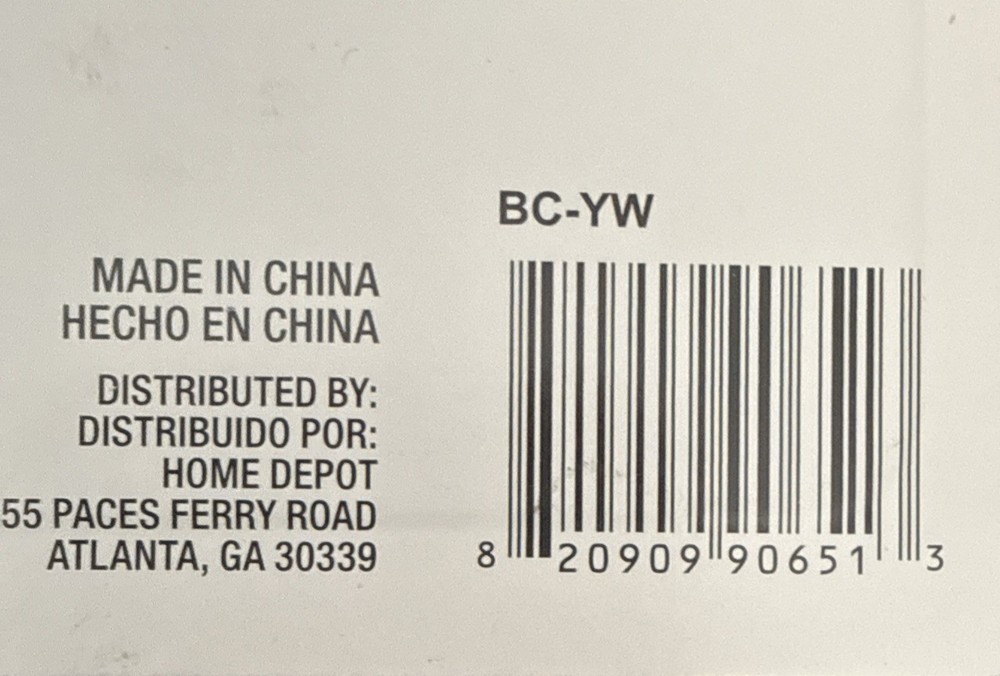 BC-YW
MADE IN CHINA
HECHO EN CHINA
DISTRIBUTED BY:
DISTRIBUIDO POR:
HOME DEPOT
55 PACES FERRY ROAD
ATLANTA, GA 30339
8 20909 90651 3